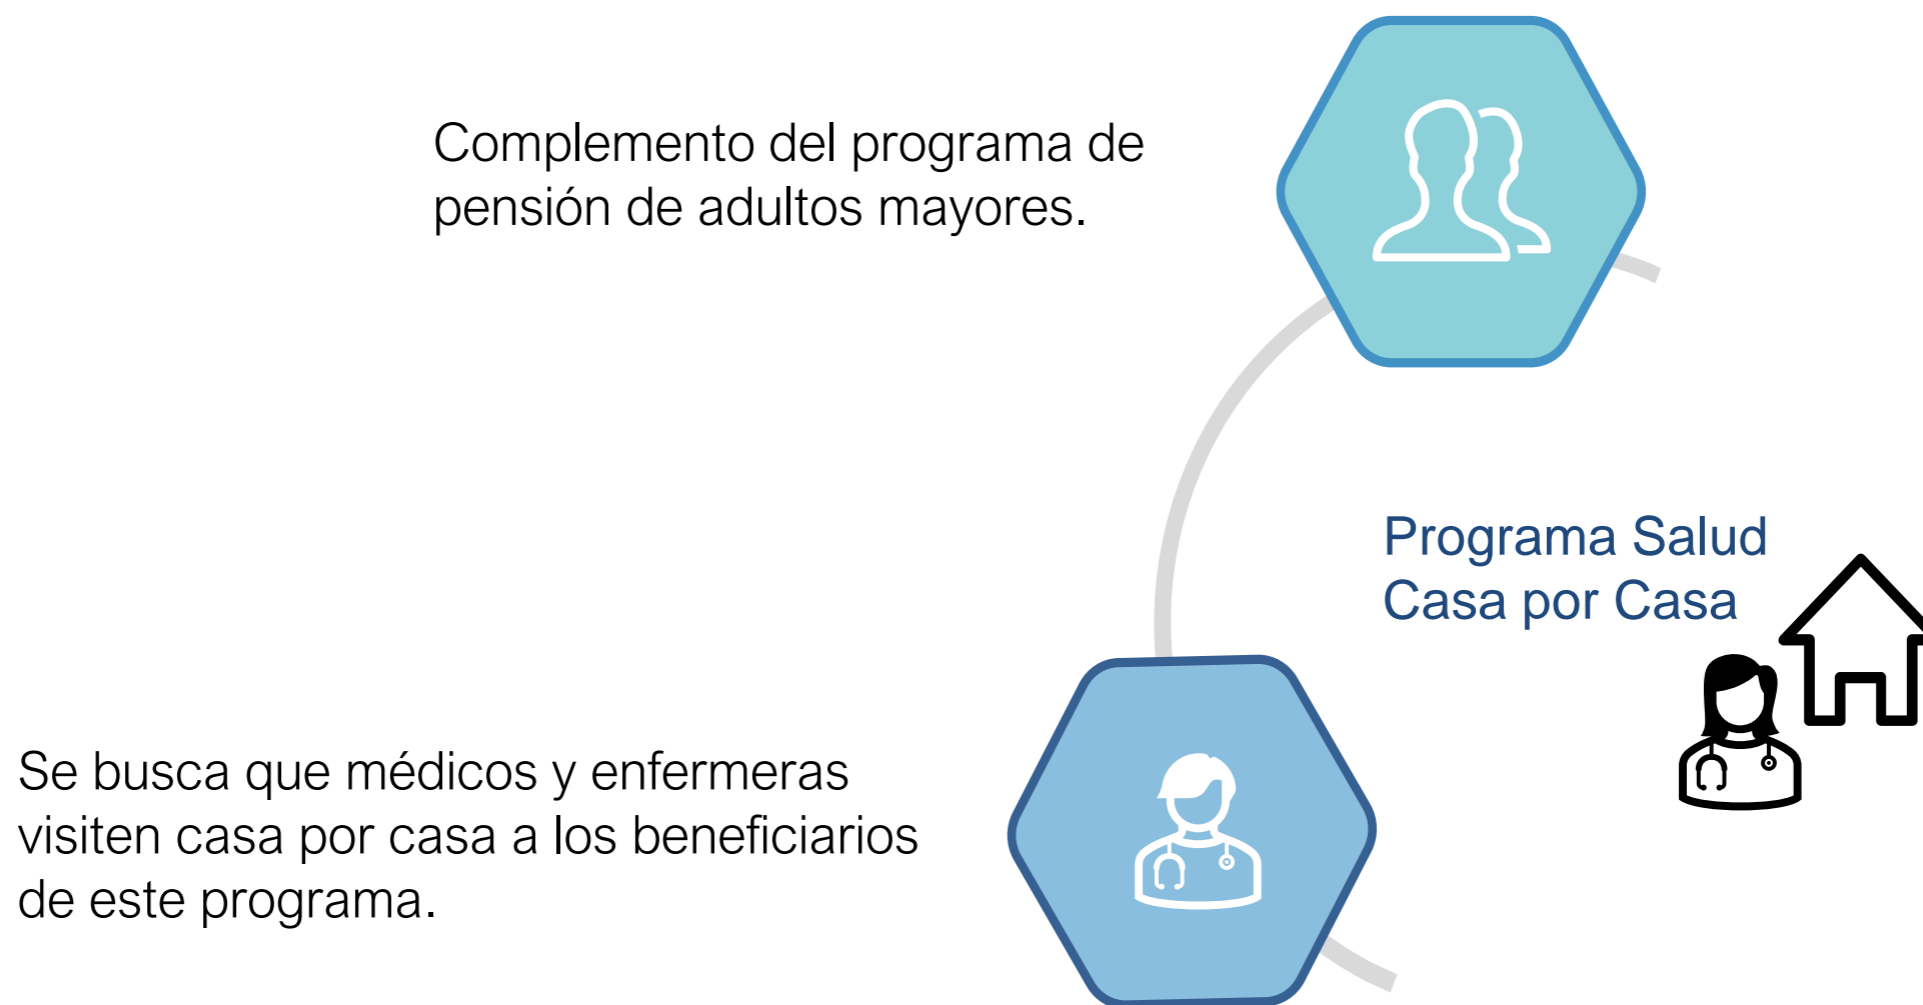 Complemento del programa de
pensión de adultos mayores.
Programa Salud
Casa por Casa
Se busca que médicos y enfermeras
visiten casa por casa a los beneficiarios
de este programa.